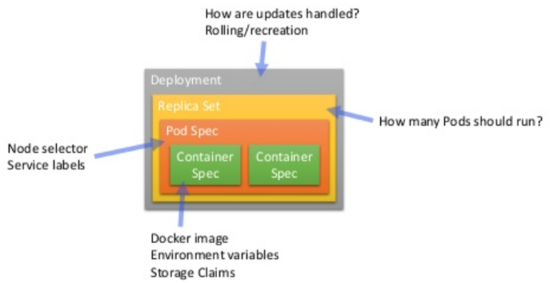 How are updates handled?
Rolling/recreation
Deployment
Replica Set
How many Pods should run?
Pod Spec
Node selector
Service labels
Container
Spec
Container
Spec
Docker image
Environment variables
Storage Claims